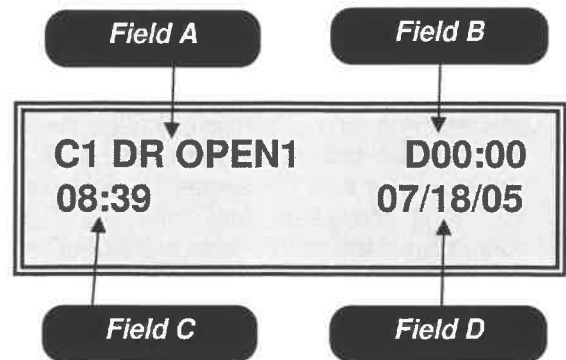 Field A Field B
C1 DR OPEN1 D00:00
08:39 07/18/05
Field C Field D